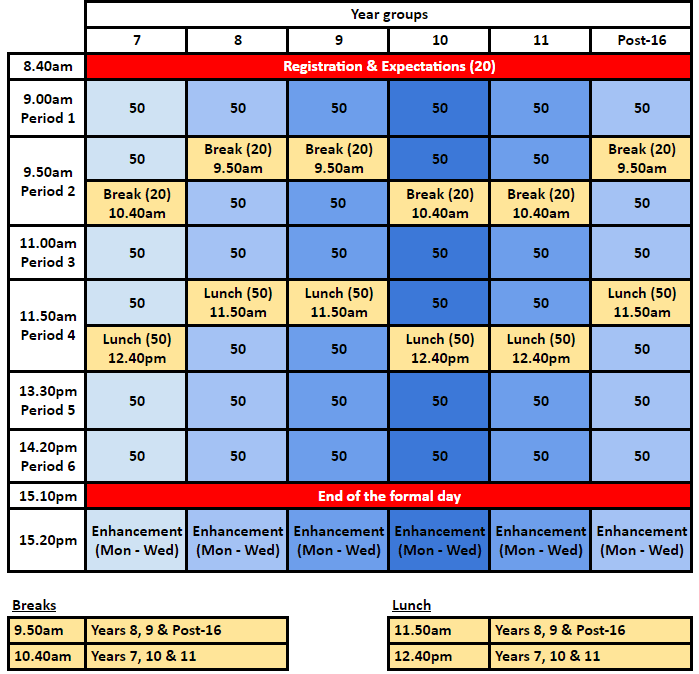 Year groups
7 8 9 10 11 Post-16
8.40am Registration & Expectations (20)
9.00am
Period 1
50 50 50 50 50 50
9.50am
Period 2
50 Break (20) Break (20) 50 50 Break (20)
9.50am 9.50am 9.50am
Break (20) 50 50 Break (20) Break (20) 50
10.40am 10.40am 10.40am
11.00am
Period 3
50 50 50 50 50 50
11.50am
Period 4
50 Lunch (50) Lunch (50) 50 50 Lunch (50)
11.50am 11.50am 11.50am
Lunch (50) 50 50 Lunch (50) Lunch (50) 50
12.40pm 12.40pm 12.40pm
13.30pm
Period 5
50 50 50 50 50 50
14.20pm
Period 6
50 50 50 50 50 50
15.10pm End of the formal day
15.20pm
Enhancement Enhancement Enhancement Enhancement Enhancement Enhancement
(Mon - Wed) (Mon - Wed) (Mon - Wed) (Mon - Wed) (Mon - Wed) (Mon - Wed)
Breaks
9.50am Years 8, 9 & Post-16
10.40am Years 7, 10 & 11
Lunch
11.50am Years 8, 9 & Post-16
12.40pm Years 7, 10 & 11